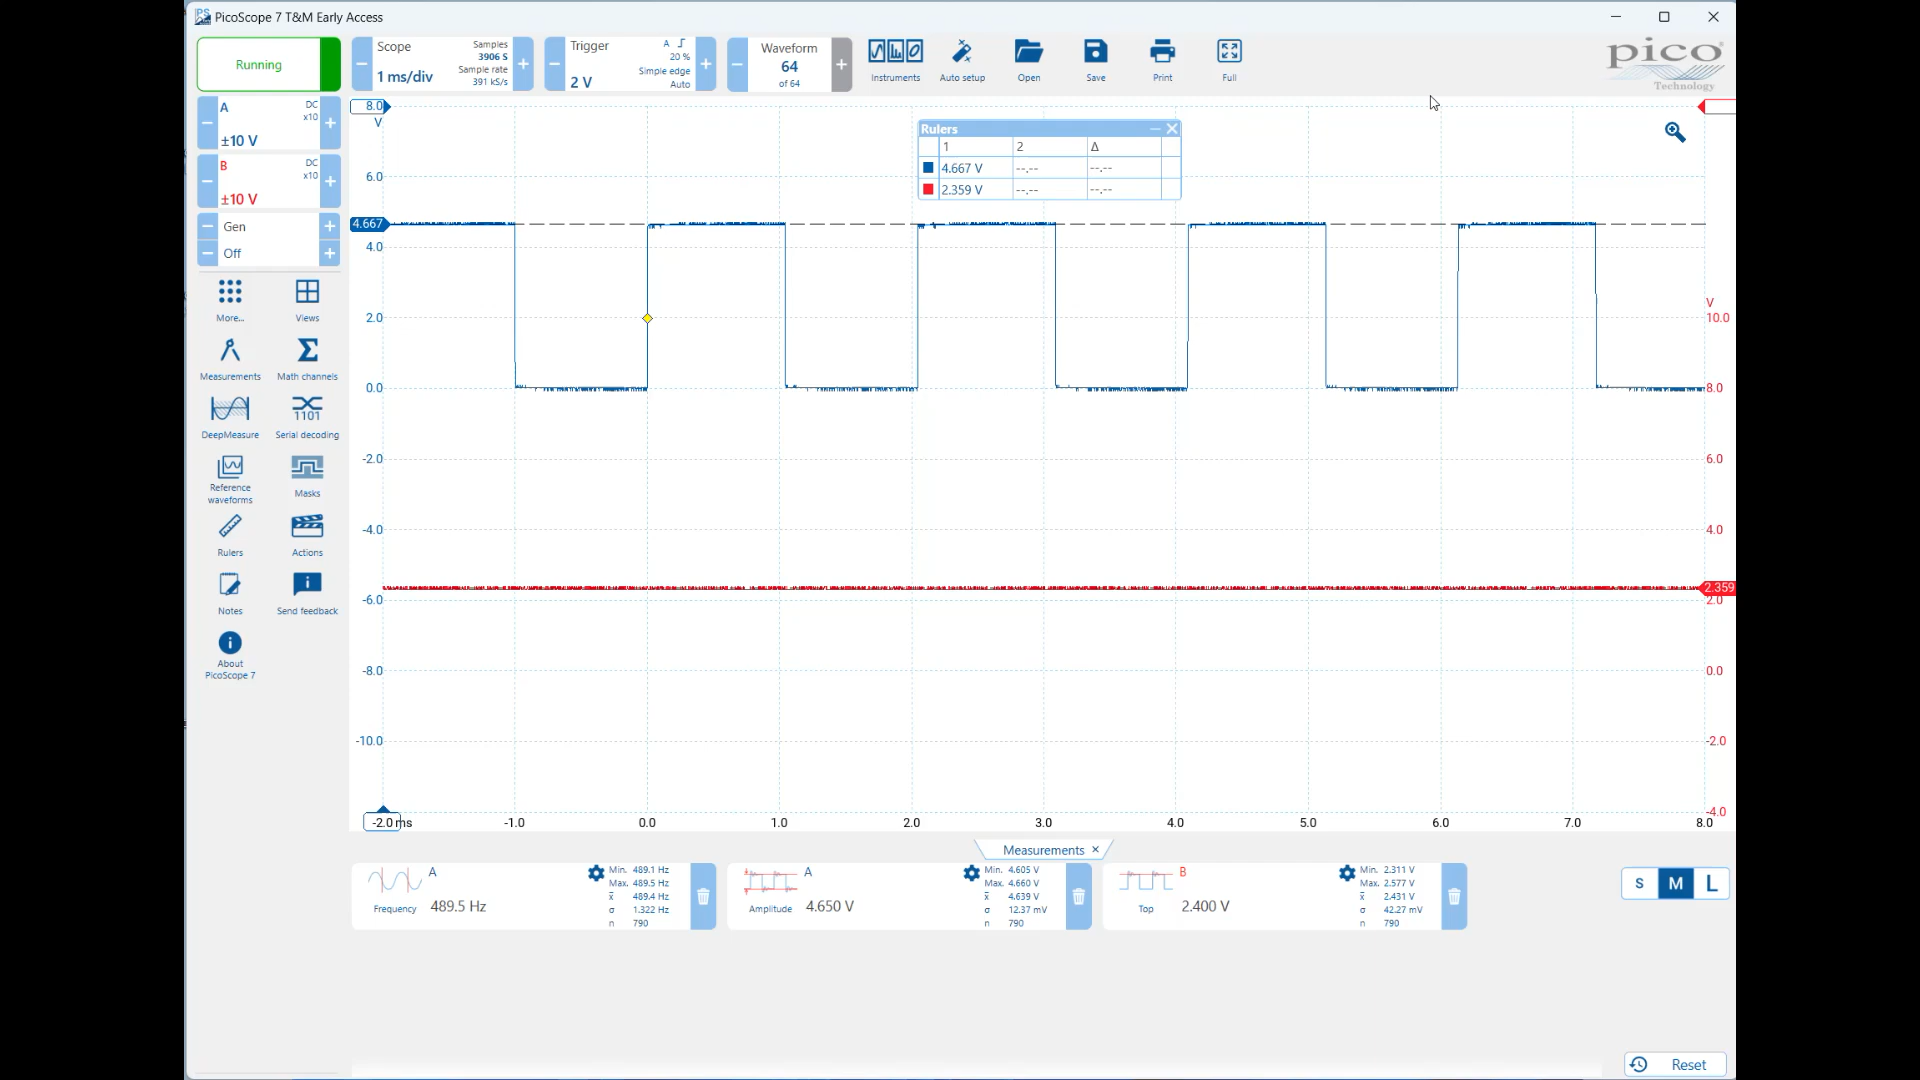 PS PicoScope 7 T&M Early Access
Running
Scope
1 ms/div
Samples
3906 S
Sample rate
391 kS/s
Trigger
2 V
A
20 %
Simple edge
Auto
Waveform
64
of 64
Instruments
Auto setup
Open
Save
Print
Full
pico
Technology
A
DC
x10
±10 V
B
DC
x10
±10 V
Gen
Off
More...
Views
Measurements
Math channels
DeepMeasure
1101
Serial decoding
Reference
waveforms
Masks
Rulers
Actions
Notes
Send feedback
About
PicoScope 7
8.0
V
6.0
4.667
4.0
2.0
0.0
-2.0
-4.0
-6.0
-8.0
-10.0
Rulers
1 2 Δ
4.667 V --.-- --.--
2.359 V --.-- --.--
V
10.0
8.0
6.0
4.0
2.359
2.0
0.0
-2.0
-4.0
-2.0 ms -1.0 0.0 1.0 2.0 3.0 4.0 5.0 6.0 7.0 8.0
Measurements
A
Frequency 489.5 Hz
Min. 489.1 Hz
Max. 489.5 Hz
x̄ 489.4 Hz
σ 1.322 Hz
n 790
A
Amplitude 4.650 V
Min. 4.605 V
Max. 4.660 V
x̄ 4.639 V
σ 12.37 mV
n 790
B
Top 2.400 V
Min. 2.311 V
Max. 2.577 V
x̄ 2.431 V
σ 42.27 mV
n 790
S M L
Reset